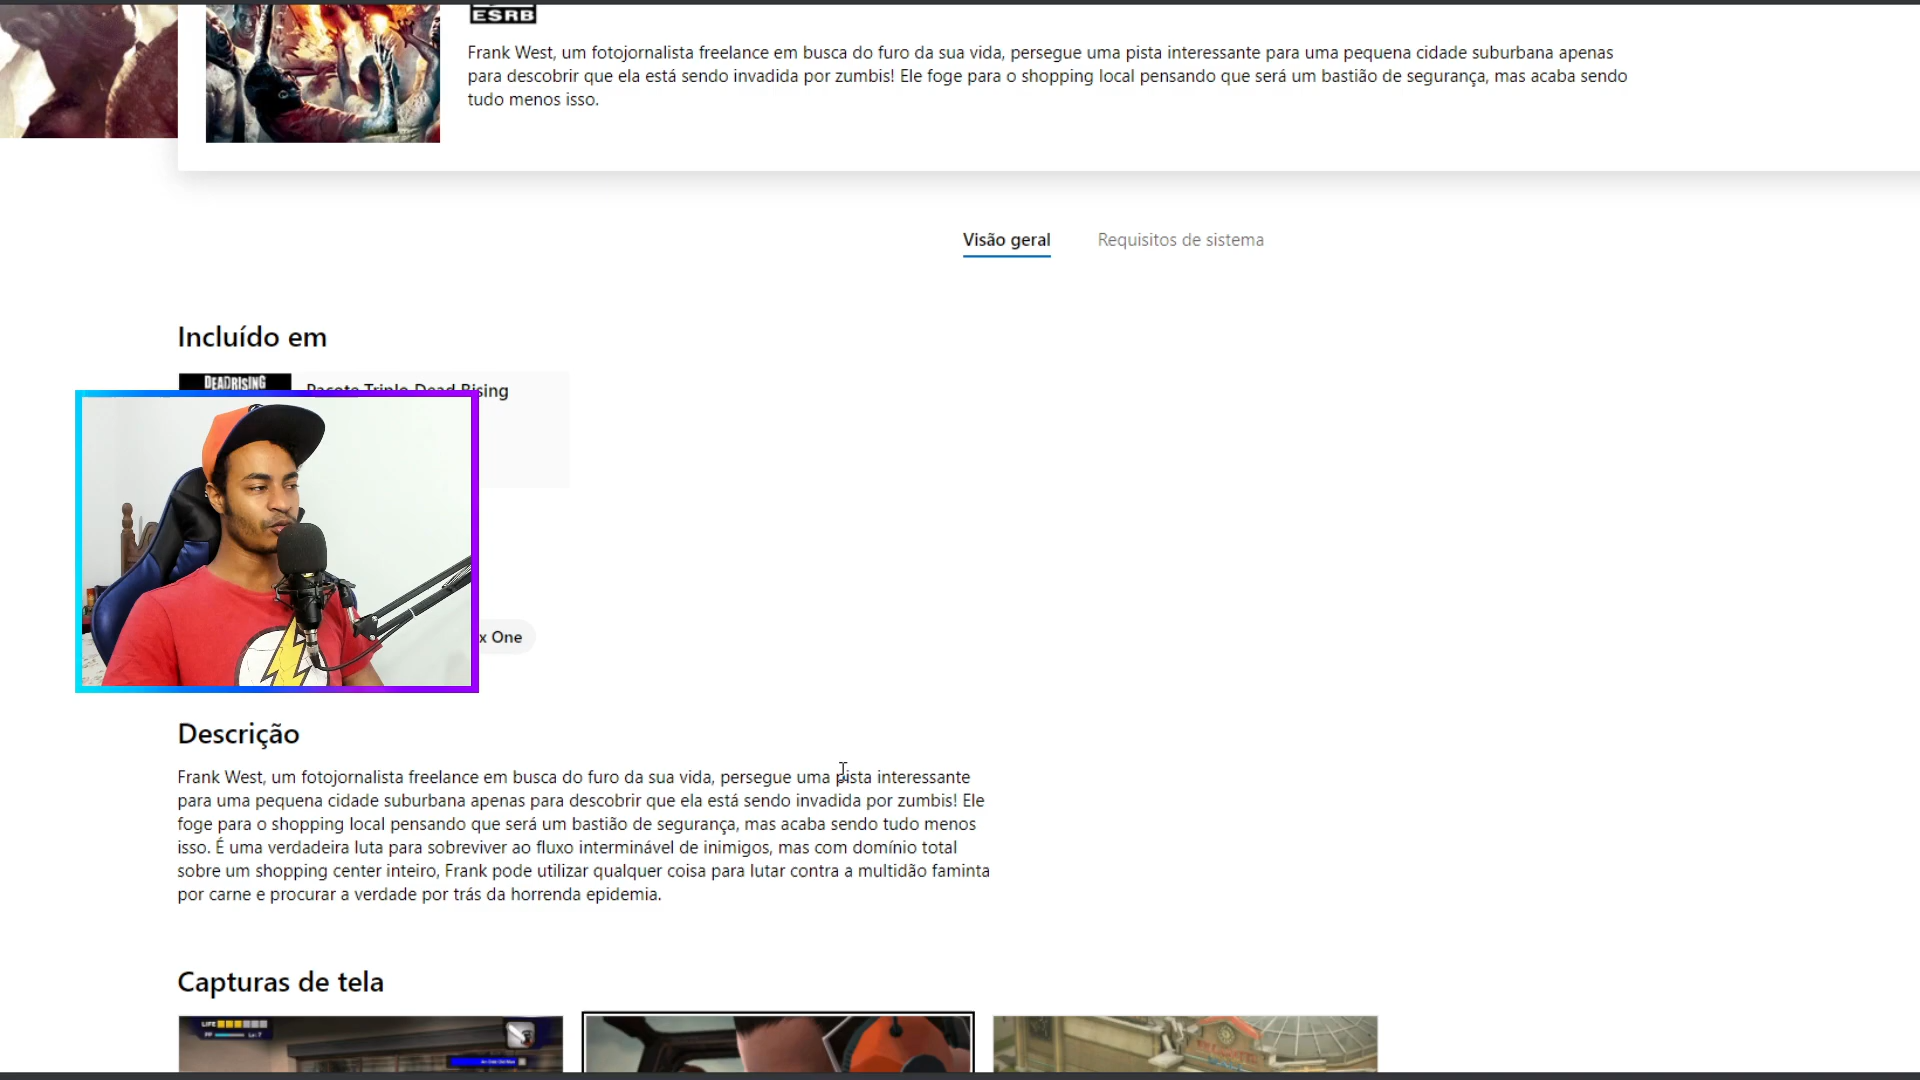 ESRB
Frank West, um fotojornalista freelance em busca do furo da sua vida, persegue uma pista interessante para uma pequena cidade suburbana apenas
para descobrir que ela está sendo invadida por zumbis! Ele foge para o shopping local pensando que será um bastião de segurança, mas acaba sendo
tudo menos isso.
Visão geral
Requisitos de sistema
Incluído em
DEADRISING
Pacote Triplo Dead Rising
x One
Descrição
Frank West, um fotojornalista freelance em busca do furo da sua vida, persegue uma pista interessante
para uma pequena cidade suburbana apenas para descobrir que ela está sendo invadida por zumbis! Ele
foge para o shopping local pensando que será um bastião de segurança, mas acaba sendo tudo menos
isso. É uma verdadeira luta para sobreviver ao fluxo interminável de inimigos, mas com domínio total
sobre um shopping center inteiro, Frank pode utilizar qualquer coisa para lutar contra a multidão faminta
por carne e procurar a verdade por trás da horrenda epidemia.
Capturas de tela
LIFE
PP